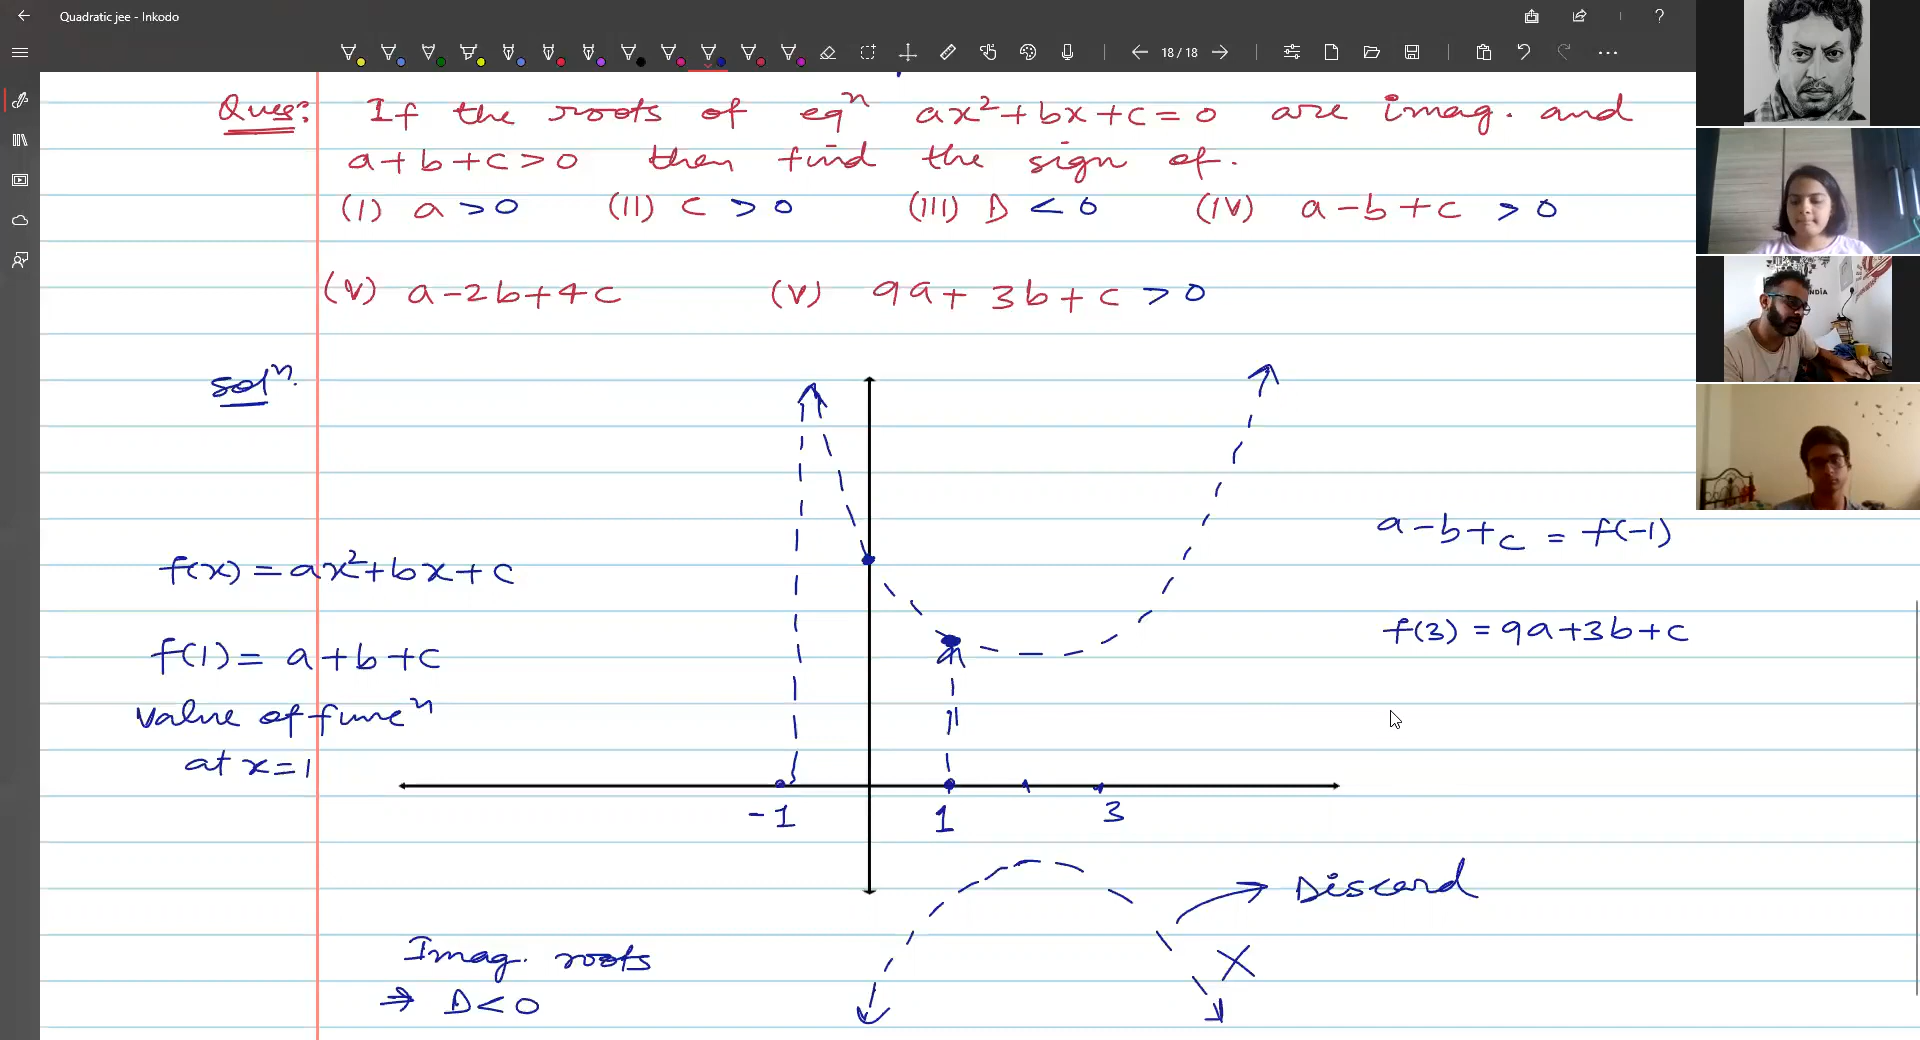 Quadratic jee - Inkodo
18 / 18
Ques: If the roots of eqⁿ ax²+bx+c=0 are imag. and
a+b+c>0 then find the sign of.
(I) a >0 (II) c >0 (III) D <0 (IV) a-b+c >0
(V) a-2b+4c (V) 9a+3b+c >0
solⁿ.
a-b+c = f(-1)
f(x) = ax²+bx+c
f(3) = 9a+3b+c
f(1) = a+b+c
value of funcⁿ
at x=1
-1 1 3
Discard
Imag. roots
⇒ D<0